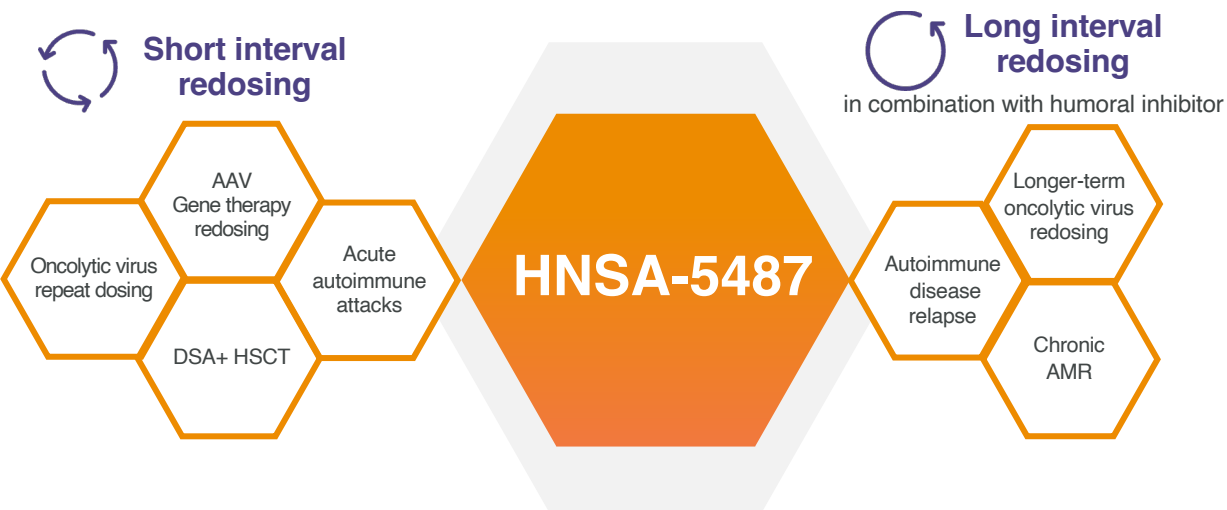 Short interval
redosing
AAV
Gene therapy
redosing
Oncolytic virus
repeat dosing
Acute
autoimmune
attacks
DSA+ HSCT
HNSA-5487
Long interval
redosing
in combination with humoral inhibitor
Longer-term
oncolytic virus
redosing
Autoimmune
disease
relapse
Chronic
AMR